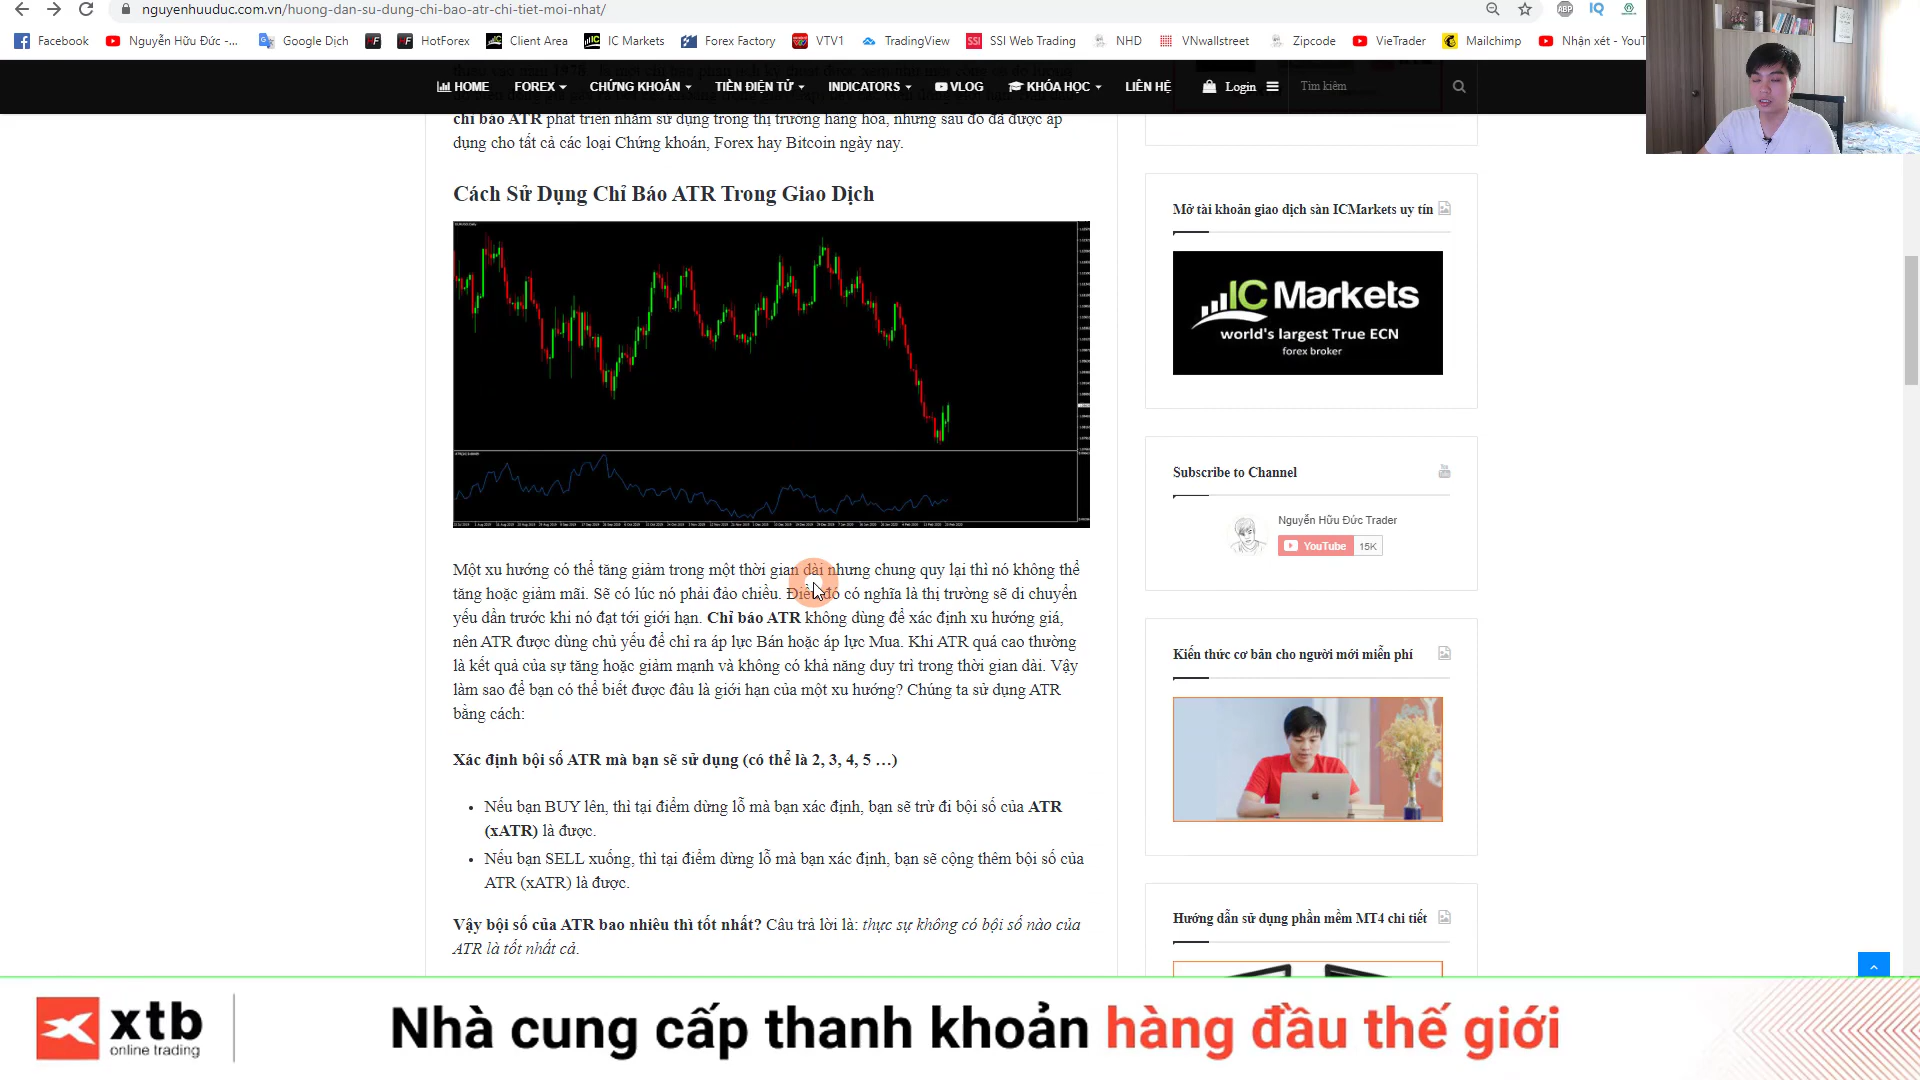 nguyenhuuduc.com.vn/huong-dan-su-dung-chi-bao-atr-chi-tiet-moi-nhat/
ABP
IQ
Facebook
Nguyễn Hữu Đức -...
Google Dịch
HotForex
Client Area
IC Markets
Forex Factory
VTV1
TradingView
SSI
SSI Web Trading
NHD
VNwallstreet
Zipcode
VieTrader
Mailchimp
Nhận xét - YouT
HOME
FOREX
CHỨNG KHOÁN
TIỀN ĐIỆN TỬ
INDICATORS
VLOG
KHÓA HỌC
LIÊN HỆ
Login
Tìm kiếm
chỉ báo ATR phát triển nhằm sử dụng trong thị trường hàng hóa, nhưng sau đó đã được áp
dụng cho tất cả các loại Chứng khoán, Forex hay Bitcoin ngày nay.
Cách Sử Dụng Chỉ Báo ATR Trong Giao Dịch
Một xu hướng có thể tăng giảm trong một thời gian dài nhưng chung quy lại thì nó không thể
tăng hoặc giảm mãi. Sẽ có lúc nó phải đảo chiều. Điều đó có nghĩa là thị trường sẽ di chuyển
yếu dần trước khi nó đạt tới giới hạn. Chỉ báo ATR không dùng để xác định xu hướng giá,
nên ATR được dùng chủ yếu để chỉ ra áp lực Bán hoặc áp lực Mua. Khi ATR quá cao thường
là kết quả của sự tăng hoặc giảm mạnh và không có khả năng duy trì trong thời gian dài. Vậy
làm sao để bạn có thể biết được đâu là giới hạn của một xu hướng? Chúng ta sử dụng ATR
bằng cách:
Xác định bội số ATR mà bạn sẽ sử dụng (có thể là 2, 3, 4, 5 …)
• Nếu bạn BUY lên, thì tại điểm dừng lỗ mà bạn xác định, bạn sẽ trừ đi bội số của ATR
(xATR) là được.
• Nếu bạn SELL xuống, thì tại điểm dừng lỗ mà bạn xác định, bạn sẽ cộng thêm bội số của
ATR (xATR) là được.
Vậy bội số của ATR bao nhiêu thì tốt nhất? Câu trả lời là: thực sự không có bội số nào của
ATR là tốt nhất cả.
Mở tài khoản giao dịch sàn ICMarkets uy tín
IC Markets
world's largest True ECN
forex broker
Subscribe to Channel
Nguyễn Hữu Đức Trader
YouTube
15K
Kiến thức cơ bản cho người mới miễn phí
Hướng dẫn sử dụng phần mềm MT4 chi tiết
xtb
online trading
Nhà cung cấp thanh khoản hàng đầu thế giới